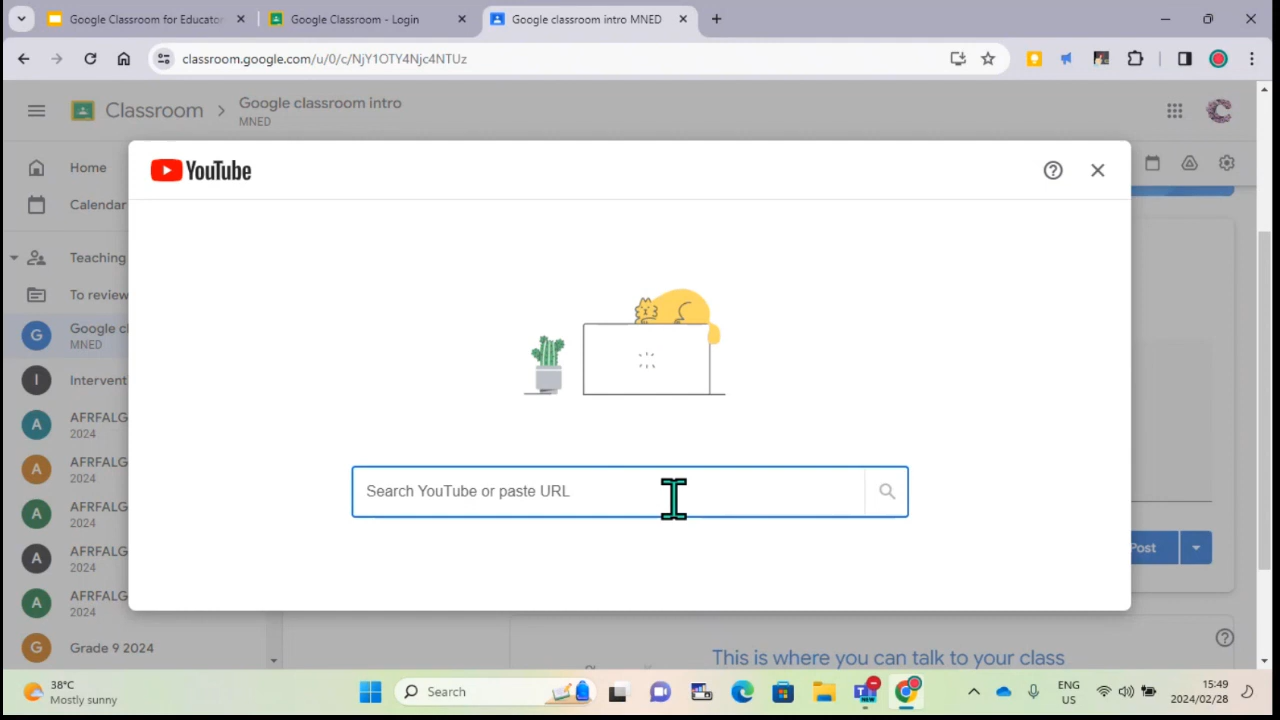 Google Classroom for Educator
Google Classroom - Login
Google classroom intro MNED
classroom.google.com/u/0/c/NjY1OTY4Njc4NTUz
Classroom
Google classroom intro
MNED
YouTube
Home
Calendar
Teaching
To review
G
Google cl
MNED
I
Intervent
A
AFRFALG
2024
A
AFRFALG
2024
A
AFRFALG
2024
A
AFRFALG
2024
A
AFRFALG
2024
G
Grade 9 2024
Search YouTube or paste URL
Post
This is where you can talk to your class
38°C
Mostly sunny
Search
NEW
ENG
US
15:49
2024/02/28